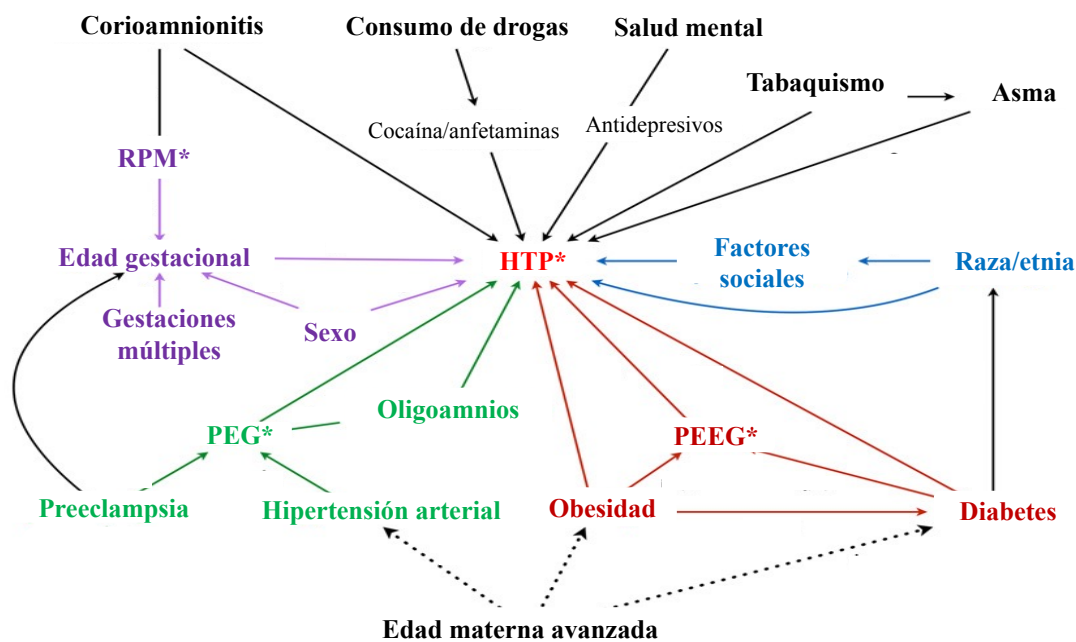 Corioamnionitis
Consumo de drogas
Salud mental
Tabaquismo
Asma
Cocaína/anfetaminas
Antidepresivos
RPM*
Edad gestacional
HTP*
Factores
sociales
Raza/etnia
Gestaciones
múltiples
Sexo
Oligoamnios
PEG*
PEEG*
Preeclampsia
Hipertensión arterial
Obesidad
Diabetes
Edad materna avanzada